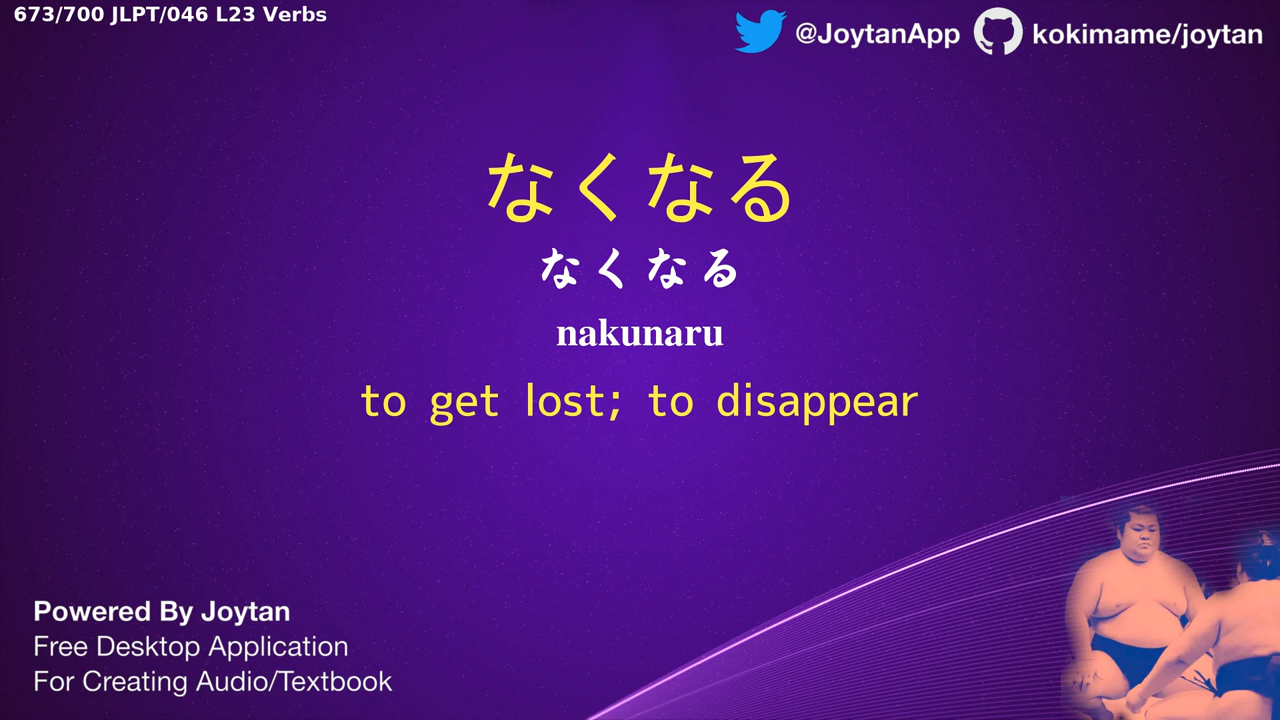 673/700 JLPT/046 L23 Verbs
@JoytanApp
kokimame/joytan
なくなる
なくなる
nakunaru
to get lost; to disappear
Powered By Joytan
Free Desktop Application
For Creating Audio/Textbook